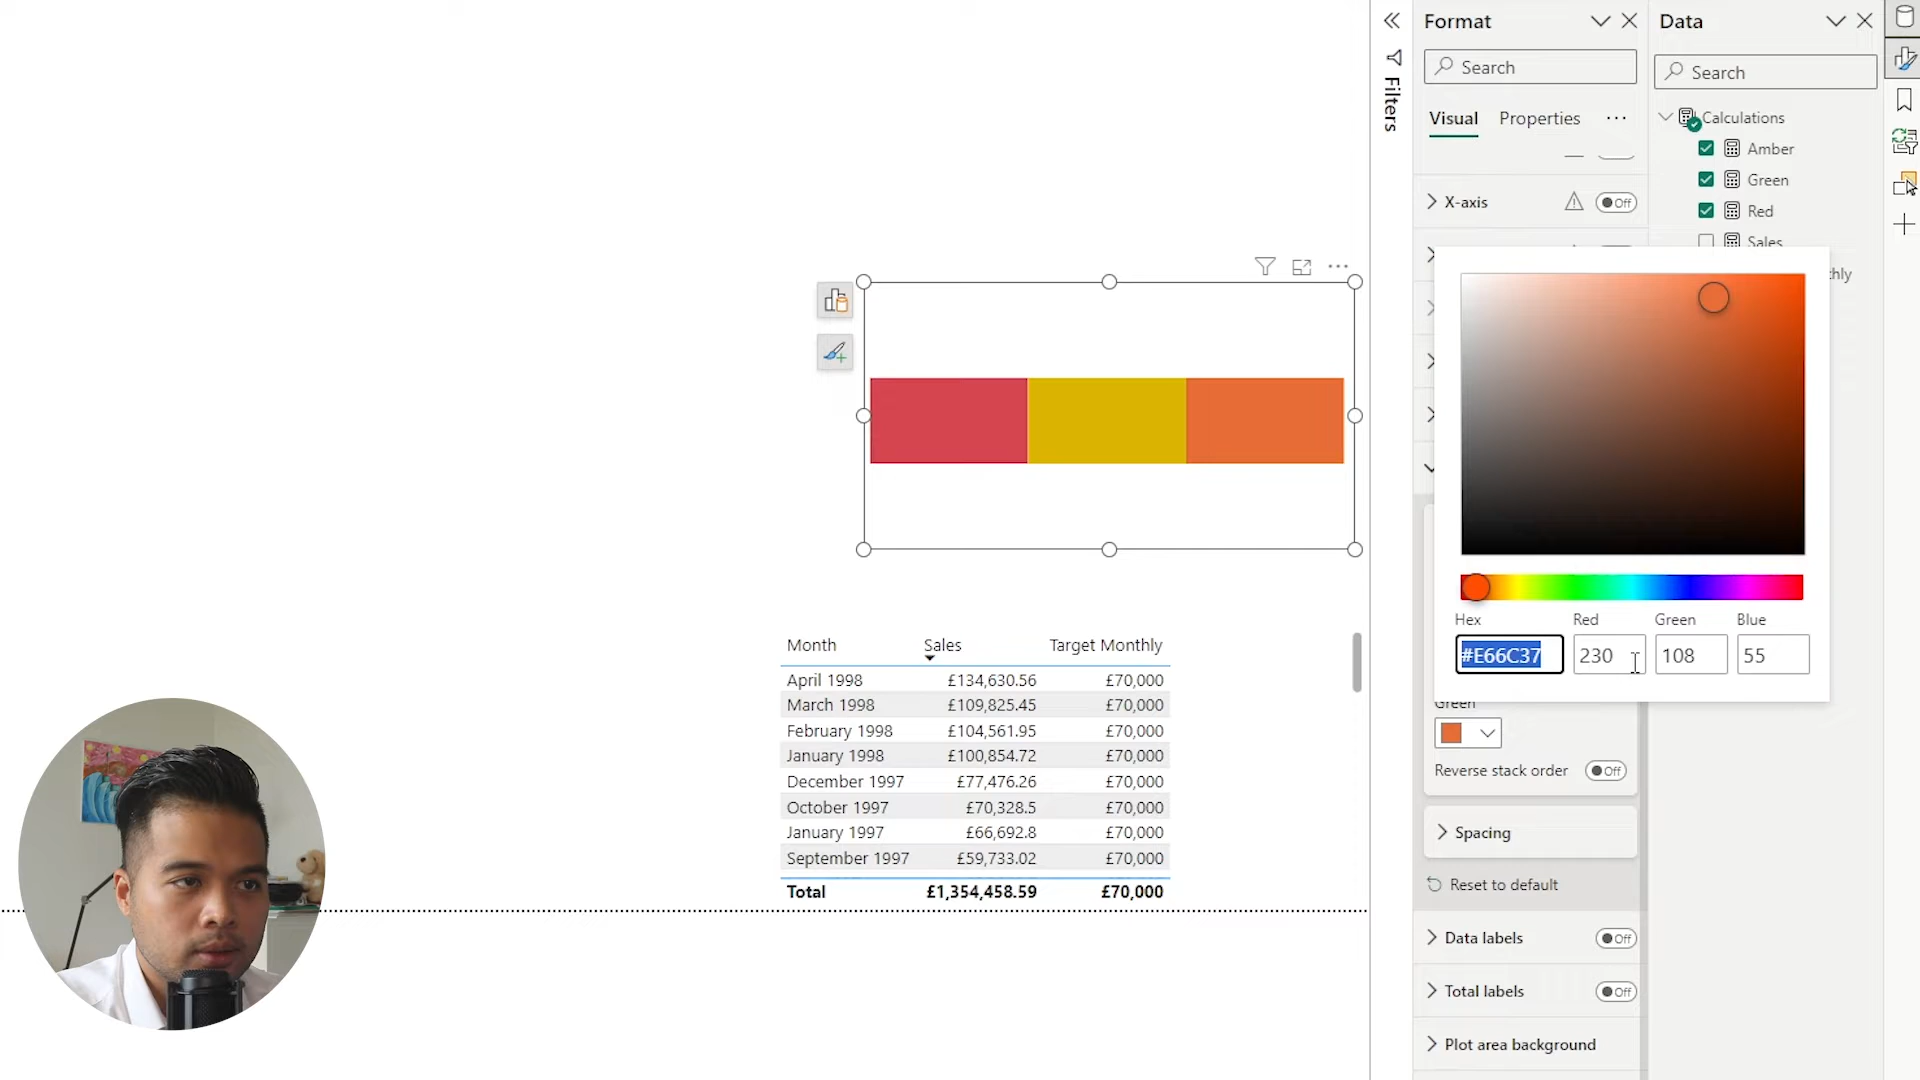 Format
Search
Visual
Properties
X-axis
Off
Filters
Data
Search
Calculations
Amber
Green
Red
Sales
hly
Hex
Red
Green
Blue
#E66C37
230
108
55
Green
Reverse stack order
Off
Spacing
Reset to default
Data labels
Off
Total labels
Off
Plot area background
Month Sales Target Monthly
April 1998 £134,630.56 £70,000
March 1998 £109,825.45 £70,000
February 1998 £104,561.95 £70,000
January 1998 £100,854.72 £70,000
December 1997 £77,476.26 £70,000
October 1997 £70,328.5 £70,000
January 1997 £66,692.8 £70,000
September 1997 £59,733.02 £70,000
Total £1,354,458.59 £70,000